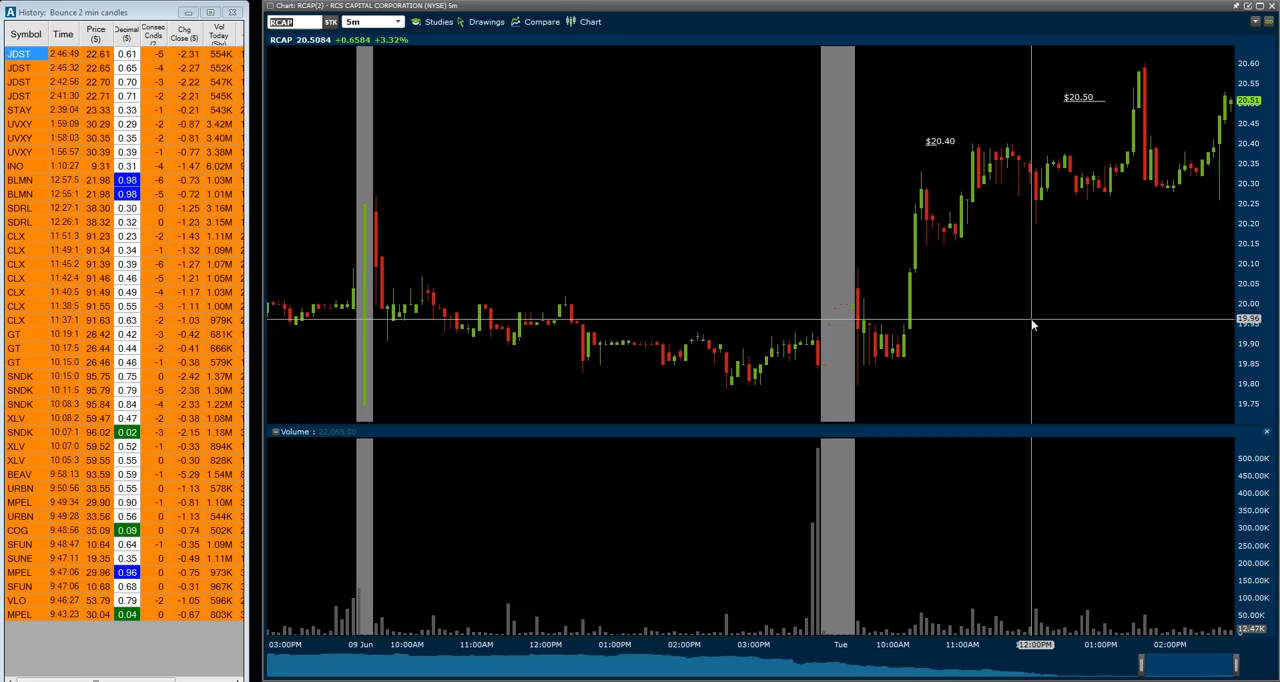 History: Bounce 2 min candles
Symbol Time Price ($) Decimal ($) Consec Cndls (2 Chg Close ($) Vol Today (Shr)
JDST 2:46:49 22.61 0.61 -5 -2.31 554K
JDST 2:45:32 22.65 0.65 -4 -2.27 552K
JDST 2:42:56 22.70 0.70 -3 -2.22 547K
JDST 2:41:30 22.71 0.71 -2 -2.21 545K
STAY 2:39:04 23.33 0.33 -1 -0.21 543K
UVXY 1:59:09 30.29 0.29 -2 -0.87 3.42M
UVXY 1:58:03 30.35 0.35 -2 -0.81 3.40M
UVXY 1:56:57 30.39 0.39 -1 -0.77 3.38M
INO 1:10:27 9.31 0.31 -4 -1.47 6.02M
BLMN 12:57:5 21.98 0.98 -6 -0.73 1.03M
BLMN 12:55:1 21.98 0.98 -5 -0.72 1.01M
SDRL 12:27:1 38.30 0.30 0 -1.25 3.16M
SDRL 12:26:1 38.32 0.32 0 -1.23 3.15M
CLX 11:51:3 91.23 0.23 -2 -1.43 1.11M
CLX 11:49:1 91.34 0.34 -1 -1.32 1.09M
CLX 11:45:2 91.39 0.39 -6 -1.27 1.07M
CLX 11:42:4 91.46 0.46 -5 -1.21 1.05M
CLX 11:40:5 91.49 0.49 -4 -1.17 1.03M
CLX 11:38:5 91.55 0.55 -3 -1.11 1.00M
CLX 11:37:1 91.63 0.63 -2 -1.03 979K
GT 10:19:1 26.42 0.42 -3 -0.42 681K
GT 10:17:5 26.44 0.44 -2 -0.41 666K
GT 10:15:0 26.46 0.46 -1 -0.38 579K
SNDK 10:15:0 95.75 0.75 0 -2.42 1.37M
SNDK 10:11:5 95.79 0.79 -5 -2.38 1.30M
SNDK 10:08:3 95.84 0.84 -4 -2.33 1.22M
XLV 10:08:2 59.47 0.47 -2 -0.38 1.08M
SNDK 10:07:1 96.02 0.02 -3 -2.15 1.18M
XLV 10:07:0 59.52 0.52 -1 -0.33 894K
XLV 10:05:3 59.55 0.55 0 -0.30 828K
BEAV 9:58:13 93.59 0.59 -1 -5.29 1.54M
URBN 9:50:56 33.55 0.55 0 -1.13 578K
MPEL 9:49:34 29.90 0.90 -1 -0.81 1.10M
URBN 9:49:28 33.56 0.56 0 -1.13 544K
COG 9:48:56 35.09 0.09 0 -0.74 502K
SFUN 9:48:47 10.64 0.64 -1 -0.35 1.09M
SUNE 9:47:11 19.35 0.35 0 -0.49 1.11M
MPEL 9:47:06 29.96 0.96 0 -0.75 973K
SFUN 9:47:06 10.68 0.68 0 -0.31 967K
VLO 9:46:27 53.79 0.79 -2 -1.05 596K
MPEL 9:43:23 30.04 0.04 0 -0.67 803K
Chart: RCAP(2) - RCS CAPITAL CORPORATION (NYSE) 5m
RCAP STK 5m Studies Drawings Compare Chart
RCAP 20.5084 +0.6584 +3.32%
$20.40
$20.50
20.60
20.55
20.51
20.45
20.40
20.35
20.30
20.25
20.20
20.15
20.10
20.05
20.00
19.96
19.90
19.85
19.80
19.75
Volume : 22,069.00
500.00K
450.00K
400.00K
350.00K
300.00K
250.00K
200.00K
150.00K
100.00K
50.00K
12.47K
03:00PM 09 Jun 10:00AM 11:00AM 12:00PM 01:00PM 02:00PM 03:00PM Tue 10:00AM 11:00AM 12:00PM 01:00PM 02:00PM